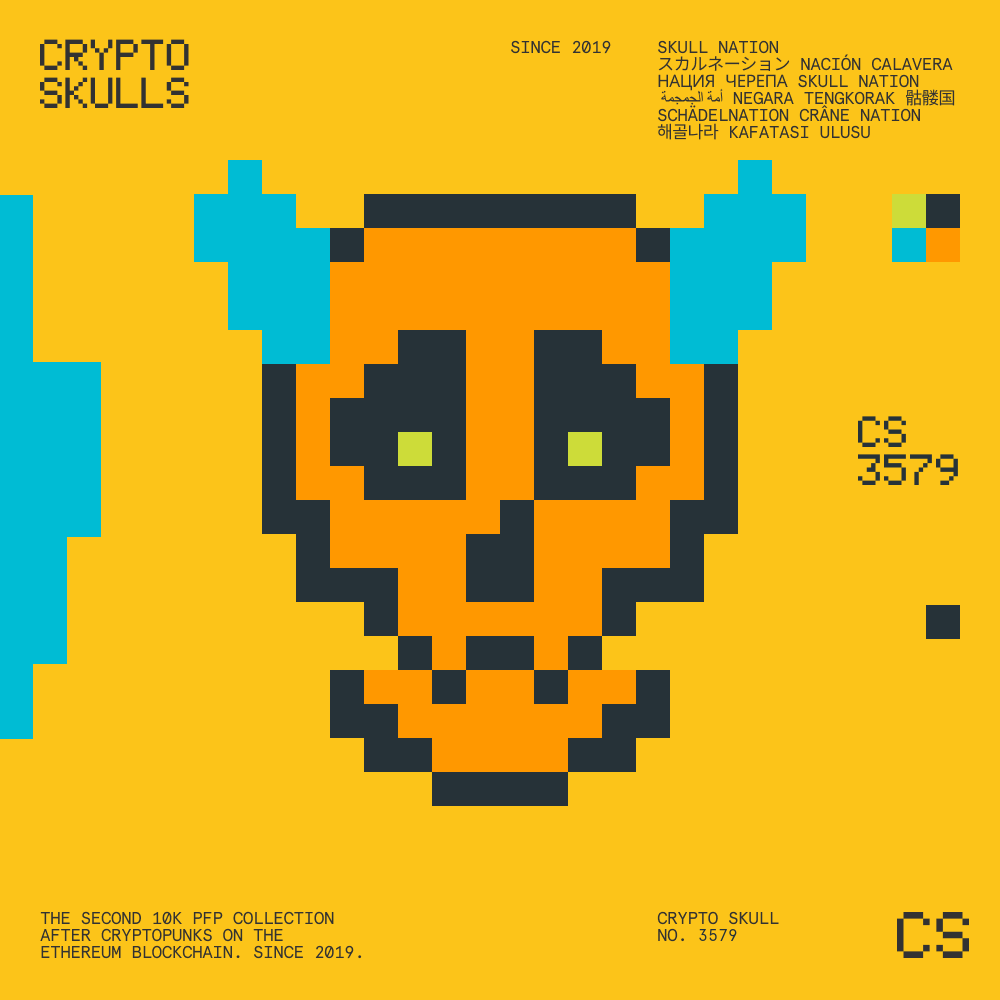 CRYPTO
SKULLS
SINCE 2019
SKULL NATION
スカルネーション NACIÓN CALAVERA
НАЦИЯ ЧЕРЕПА SKULL NATION
أمة الجمجمة NEGARA TENGKORAK 骷髅国
SCHÄDELNATION CRÂNE NATION
해골나라 KAFATASI ULUSU
CS
3579
THE SECOND 10K PFP COLLECTION
AFTER CRYPTOPUNKS ON THE
ETHEREUM BLOCKCHAIN. SINCE 2019.
CRYPTO SKULL
NO. 3579
CS